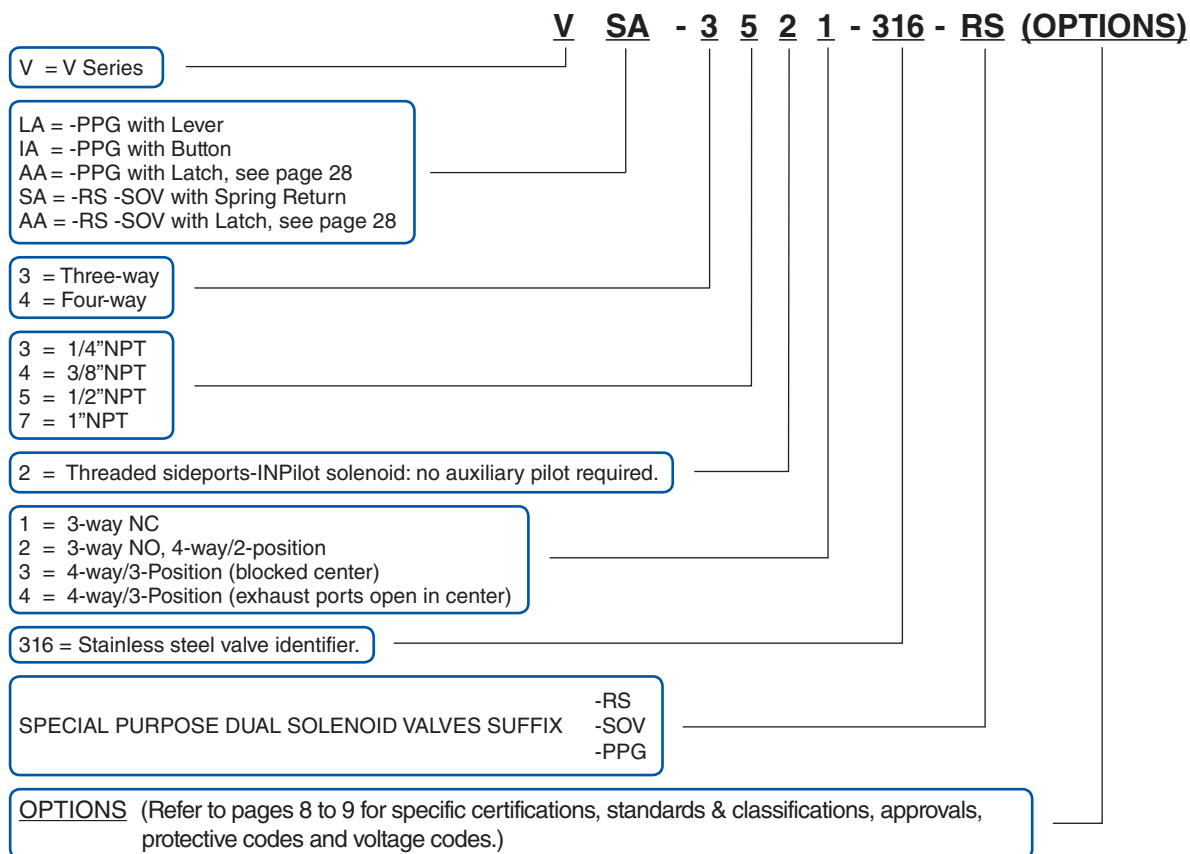 V SA - 3 5 2 1 - 316 - RS (OPTIONS)
V = V Series
LA = -PPG with Lever
IA = -PPG with Button
AA = -PPG with Latch, see page 28
SA = -RS -SOV with Spring Return
AA = -RS -SOV with Latch, see page 28
3 = Three-way
4 = Four-way
3 = 1/4”NPT
4 = 3/8”NPT
5 = 1/2”NPT
7 = 1”NPT
2 = Threaded sideports-INPilot solenoid: no auxiliary pilot required.
1 = 3-way NC
2 = 3-way NO, 4-way/2-position
3 = 4-way/3-Position (blocked center)
4 = 4-way/3-Position (exhaust ports open in center)
316 = Stainless steel valve identifier.
-RS
SPECIAL PURPOSE DUAL SOLENOID VALVES SUFFIX -SOV
-PPG
OPTIONS (Refer to pages 8 to 9 for specific certifications, standards & classifications, approvals,
protective codes and voltage codes.)